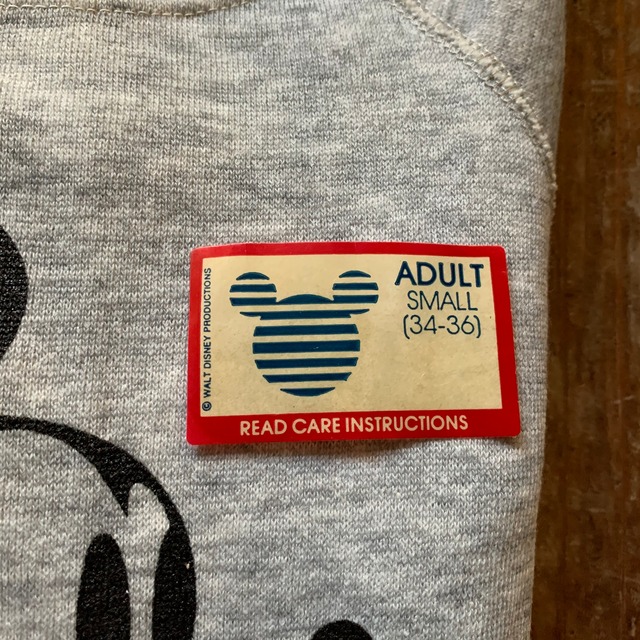 © WALT DISNEY PRODUCTIONS
ADULT
SMALL
(34-36)
READ CARE INSTRUCTIONS